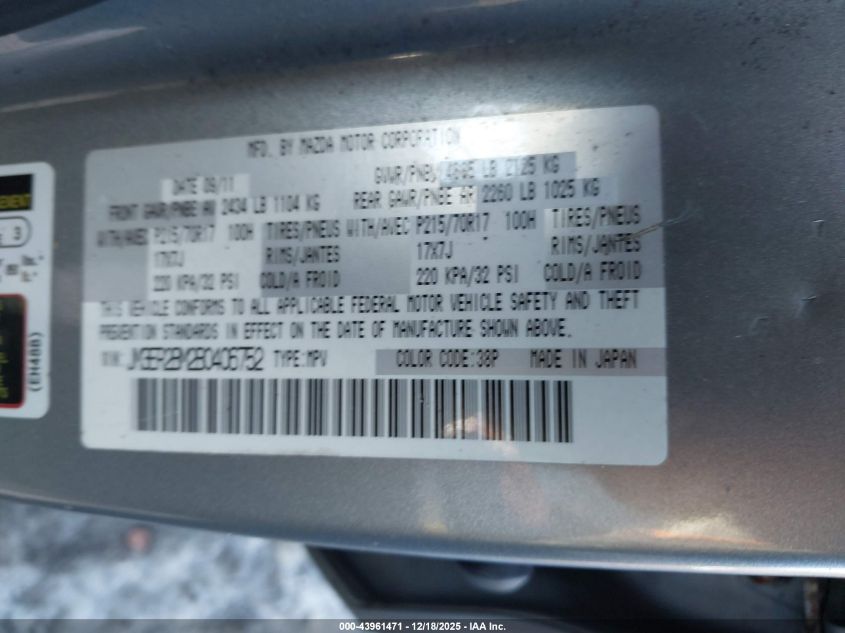 MFD. BY MAZDA MOTOR CORPORATION
DATE 09/11
GVWR/PNBV 4685 LB 2125 KG
FRONT GAWR/PNBE AV 2434 LB 1104 KG
REAR GAWR/PNBE AR 2260 LB 1025 KG
WITH/AVEC P215/70R17 100H TIRES/PNEUS WITH/AVEC P215/70R17 100H TIRES/PNEUS
17X7J RIMS/JANTES 17X7J RIMS/JANTES
220 KPA/32 PSI COLD/A FROID 220 KPA/32 PSI COLD/A FROID
THIS VEHICLE CONFORMS TO ALL APPLICABLE FEDERAL MOTOR VEHICLE SAFETY AND THEFT
PREVENTION STANDARDS IN EFFECT ON THE DATE OF MANUFACTURE SHOWN ABOVE.
TYPE:MPV COLOR CODE:38P MADE IN JAPAN
(EN48B)
000-43961471 — 12/18/2025 - IAA Inc.